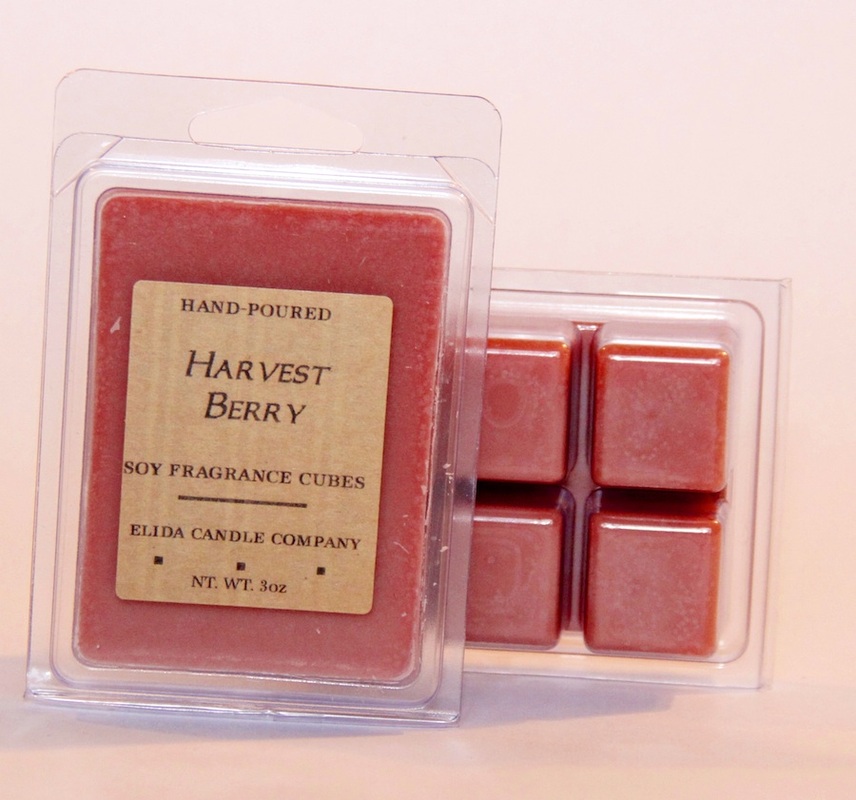 HAND-POURED
HARVEST
BERRY
SOY FRAGRANCE CUBES
ELIDA CANDLE COMPANY
NT. WT. 3oz